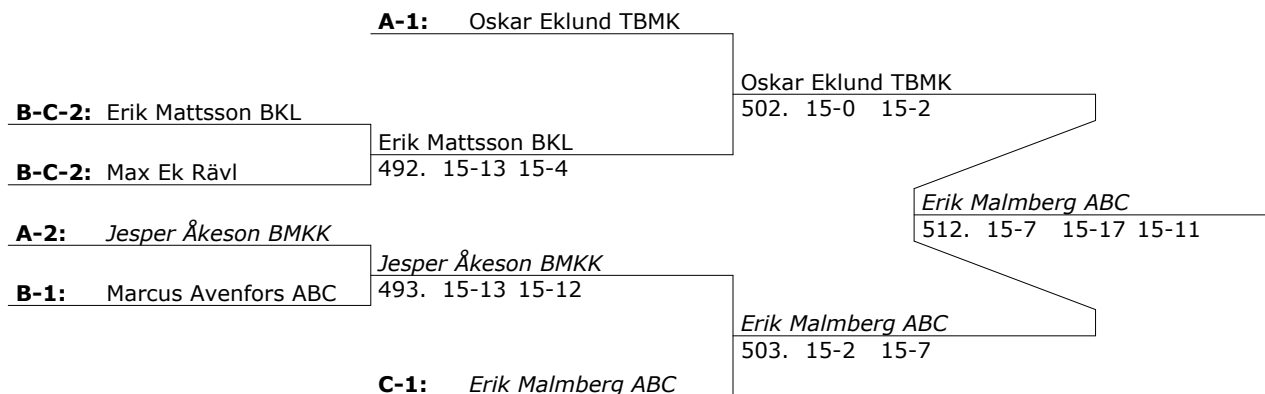 A-1: Oskar Eklund TBMK
Oskar Eklund TBMK
502. 15-0 15-2
B-C-2: Erik Mattsson BKL
Erik Mattsson BKL
492. 15-13 15-4
B-C-2: Max Ek Rävl
Erik Malmberg ABC
512. 15-7 15-17 15-11
A-2: Jesper Åkeson BMKK
Jesper Åkeson BMKK
493. 15-13 15-12
B-1: Marcus Avenfors ABC
Erik Malmberg ABC
503. 15-2 15-7
C-1: Erik Malmberg ABC